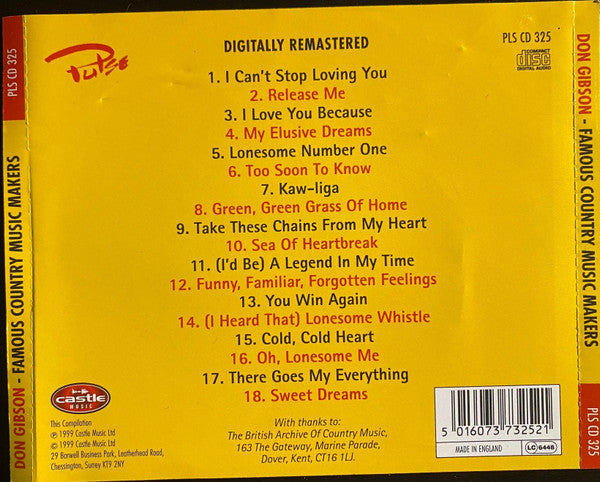 PLS CD 325
DON GIBSON - FAMOUS COUNTRY MUSIC MAKERS
Pulse
DIGITALLY REMASTERED
PLS CD 325
COMPACT
disc
DIGITAL AUDIO
1. I Can't Stop Loving You
2. Release Me
3. I Love You Because
4. My Elusive Dreams
5. Lonesome Number One
6. Too Soon To Know
7. Kaw-liga
8. Green, Green Grass Of Home
9. Take These Chains From My Heart
10. Sea Of Heartbreak
11. (I'd Be) A Legend In My Time
12. Funny, Familiar, Forgotten Feelings
13. You Win Again
14. (I Heard That) Lonesome Whistle
15. Cold, Cold Heart
16. Oh, Lonesome Me
17. There Goes My Everything
18. Sweet Dreams
castle
MUSIC
This Compilation
℗ 1999 Castle Music Ltd
© 1999 Castle Music Ltd
29 Barwell Business Park, Leatherhead Road,
Chessington, Surrey KT9 2NY
With thanks to:
The British Archive Of Country Music,
163 The Gateway, Marine Parade,
Dover, Kent, CT16 1LJ.
5 016073 732521
MADE IN ENGLAND
LC 6448
DON GIBSON - FAMOUS COUNTRY MUSIC MAKERS
PLS CD 325